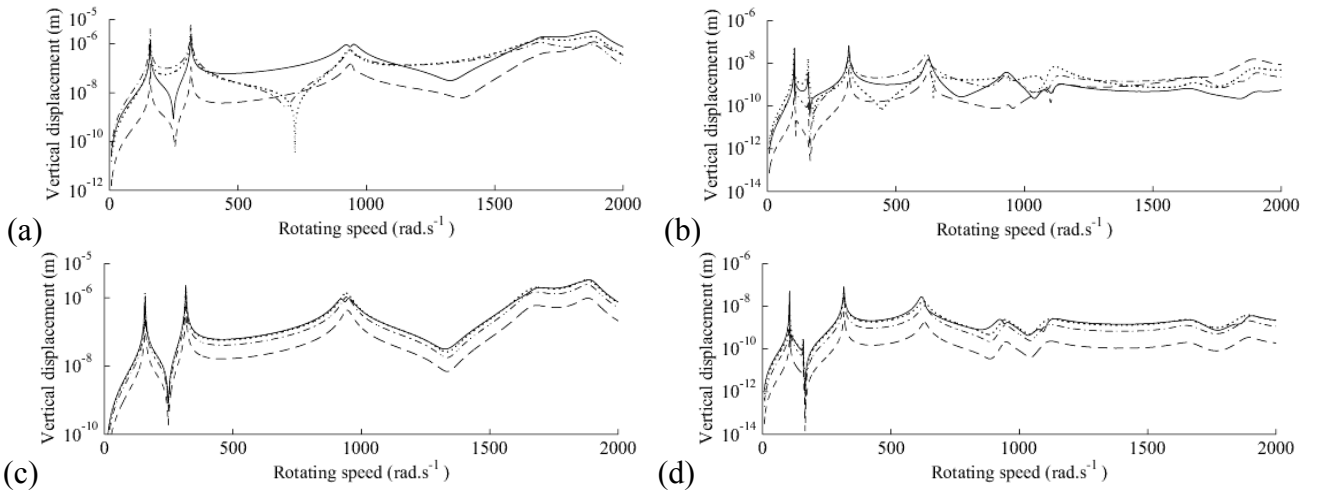 10^-5
10^-6
10^-8
10^-10
10^-12
Vertical displacement (m)
0 500 1000 1500 2000
Rotating speed (rad.s^-1 )
(a)
10^-6
10^-8
10^-10
10^-12
10^-14
Vertical displacement (m)
0 500 1000 1500 2000
Rotating speed (rad.s^-1 )
(b)
10^-5
10^-6
10^-8
10^-10
Vertical displacement (m)
0 500 1000 1500 2000
Rotating speed (rad.s^-1 )
(c)
10^-6
10^-8
10^-10
10^-12
10^-14
Vertical displacement (m)
0 500 1000 1500 2000
Rotating speed (rad.s^-1 )
(d)